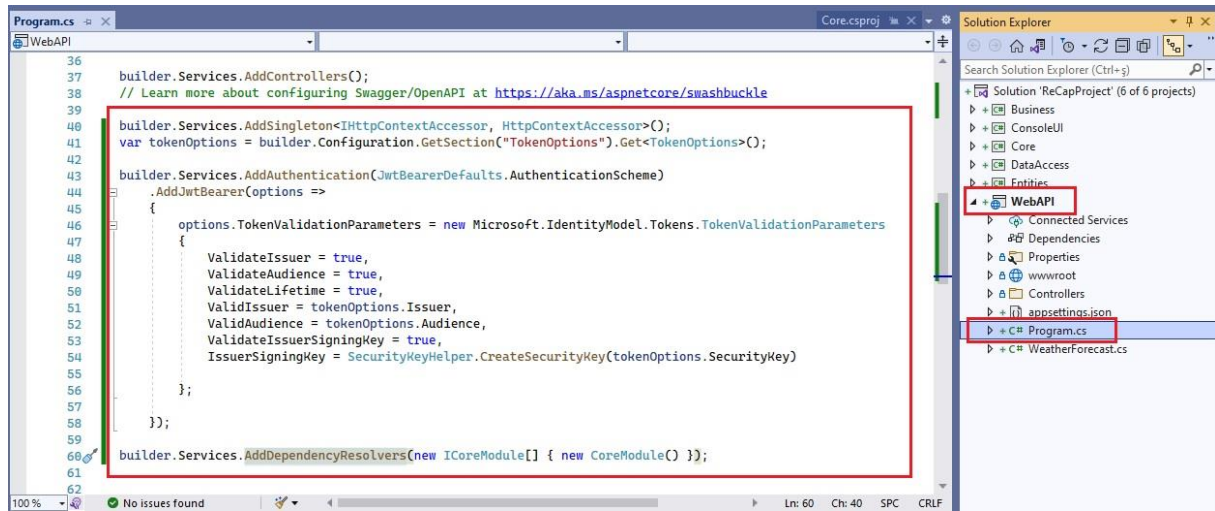 Program.cs
Core.csproj
WebAPI
36
37 builder.Services.AddControllers();
38 // Learn more about configuring Swagger/OpenAPI at https://aka.ms/aspnetcore/swashbuckle
39
40 builder.Services.AddSingleton<IHttpContextAccessor, HttpContextAccessor>();
41 var tokenOptions = builder.Configuration.GetSection("TokenOptions").Get<TokenOptions>();
42
43 builder.Services.AddAuthentication(JwtBearerDefaults.AuthenticationScheme)
44 .AddJwtBearer(options =>
45 {
46 options.TokenValidationParameters = new Microsoft.IdentityModel.Tokens.TokenValidationParameters
47 {
48 ValidateIssuer = true,
49 ValidateAudience = true,
50 ValidateLifetime = true,
51 ValidIssuer = tokenOptions.Issuer,
52 ValidAudience = tokenOptions.Audience,
53 ValidateIssuerSigningKey = true,
54 IssuerSigningKey = SecurityKeyHelper.CreateSecurityKey(tokenOptions.SecurityKey)
55
56 };
57
58 });
59
60 builder.Services.AddDependencyResolvers(new ICoreModule[] { new CoreModule() });
61
62
100 % No issues found Ln: 60 Ch: 40 SPC CRLF
Solution Explorer
Search Solution Explorer (Ctrl+ş)
Solution 'ReCapProject' (6 of 6 projects)
C# Business
C# ConsoleUI
C# Core
C# DataAccess
C# Entities
WebAPI
Connected Services
Dependencies
Properties
wwwroot
Controllers
appsettings.json
C# Program.cs
C# WeatherForecast.cs